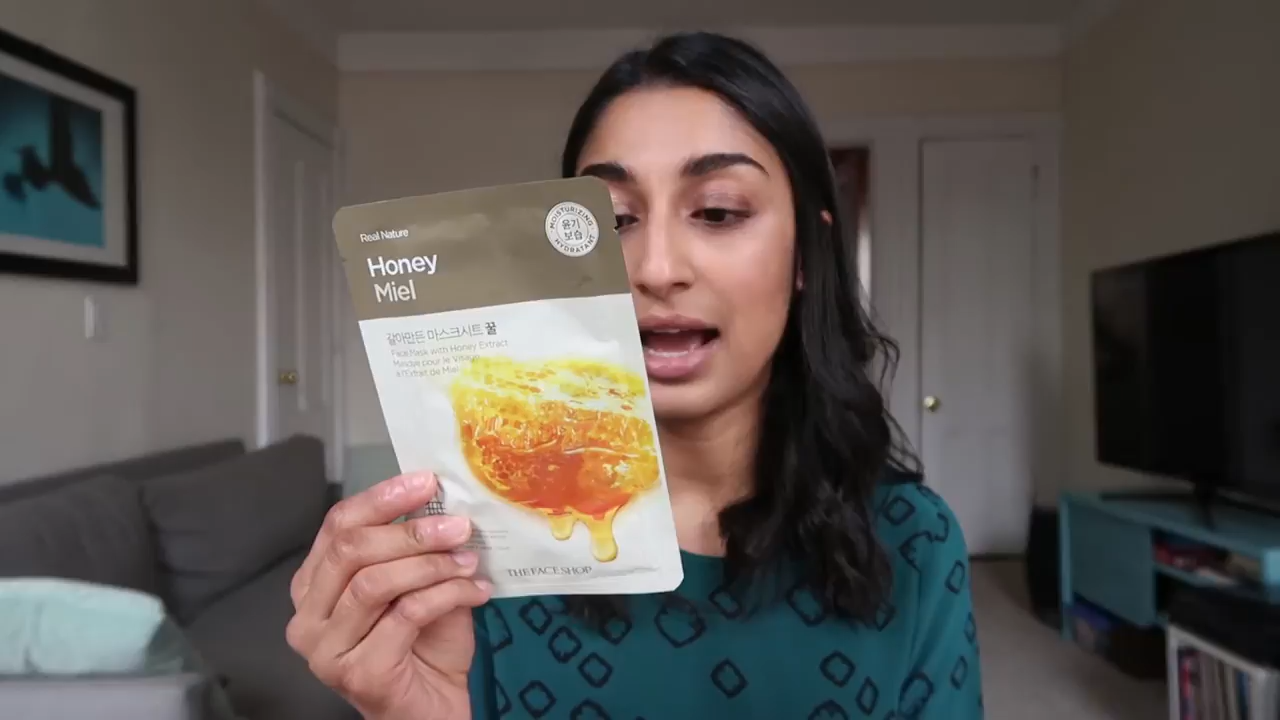 Real Nature
Honey
Miel
MOISTURIZING
윤기
보습
HYDRATANT
갈아만든 마스크시트 꿀
Face Mask with Honey Extract
Masque pour le Visage
à l'Extrait de Miel
THE FACE SHOP